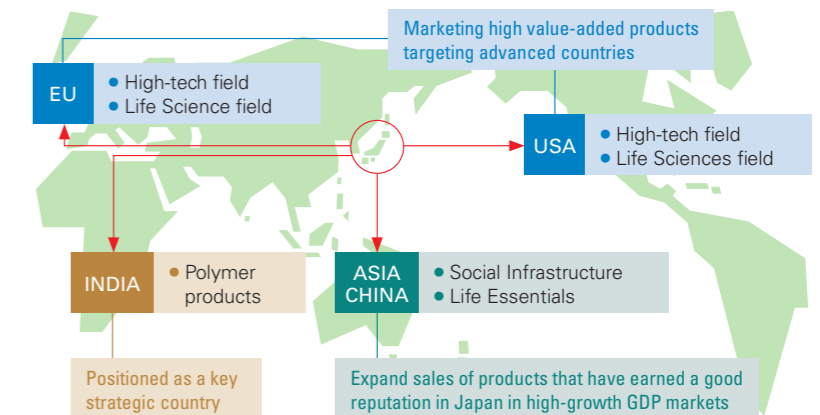 Marketing high value-added products
targeting advanced countries
EU
● High-tech field
● Life Science field
USA
● High-tech field
● Life Sciences field
INDIA
● Polymer
products
ASIA
CHINA
● Social Infrastructure
● Life Essentials
Positioned as a key
strategic country
Expand sales of products that have earned a good
reputation in Japan in high-growth GDP markets